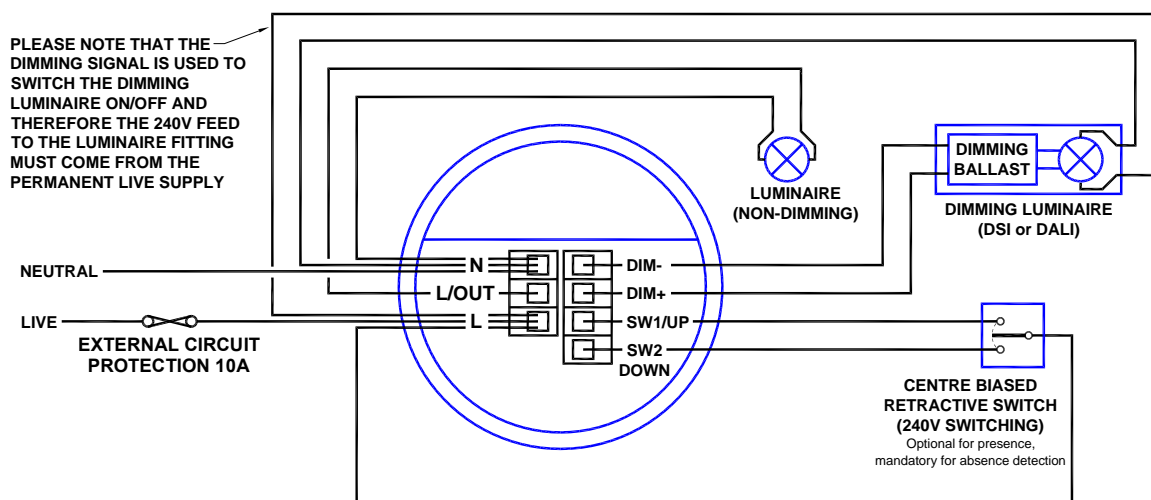 PLEASE NOTE THAT THE
DIMMING SIGNAL IS USED TO
SWITCH THE DIMMING
LUMINAIRE ON/OFF AND
THEREFORE THE 240V FEED
TO THE LUMINAIRE FITTING
MUST COME FROM THE
PERMANENT LIVE SUPPLY
LUMINAIRE
(NON-DIMMING)
DIMMING
BALLAST
DIMMING LUMINAIRE
(DSI or DALI)
NEUTRAL
N
L/OUT
LIVE
L
EXTERNAL CIRCUIT
PROTECTION 10A
DIM-
DIM+
SW1/UP
SW2
DOWN
CENTRE BIASED
RETRACTIVE SWITCH
(240V SWITCHING)
Optional for presence,
mandatory for absence detection